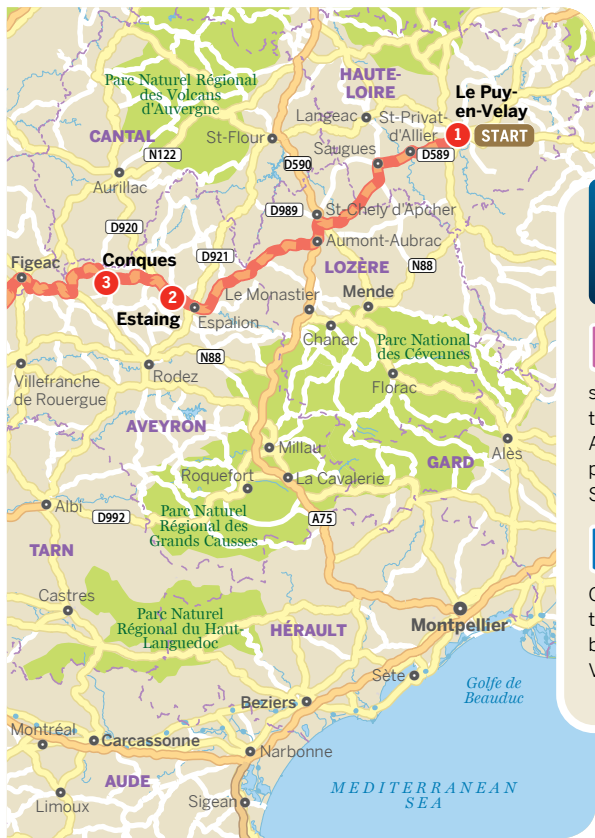 Parc Naturel Régional
des Volcans
d'Auvergne
HAUTE-
LOIRE
Le Puy-
en-Velay
1
START
Langeac
St-Privat-
d'Allier
CANTAL
St-Flour
Saugues
D589
N122
D590
Aurillac
D989
St-Chely d'Apcher
D920
Aumont-Aubrac
D921
Conques
Figeac
LOZÈRE
N88
3
2
Le Monastier
Mende
Estaing
Espalion
Chanac
Parc National
des Cévennes
N88
Rodez
Florac
Villefranche
de Rouergue
AVEYRON
Millau
Alès
GARD
Roquefort
La Cavalerie
Albi
D992
Parc Naturel
Régional des
Grands Causses
A75
TARN
Castres
Parc Naturel
Régional du Haut-
Languedoc
HÉRAULT
Montpellier
Sète
Golfe de
Beauduc
Beziers
Montréal
Carcassonne
Narbonne
AUDE
MEDITERRANEAN
SEA
Limoux
Sigean
s
t
A
p
S
t
b
V